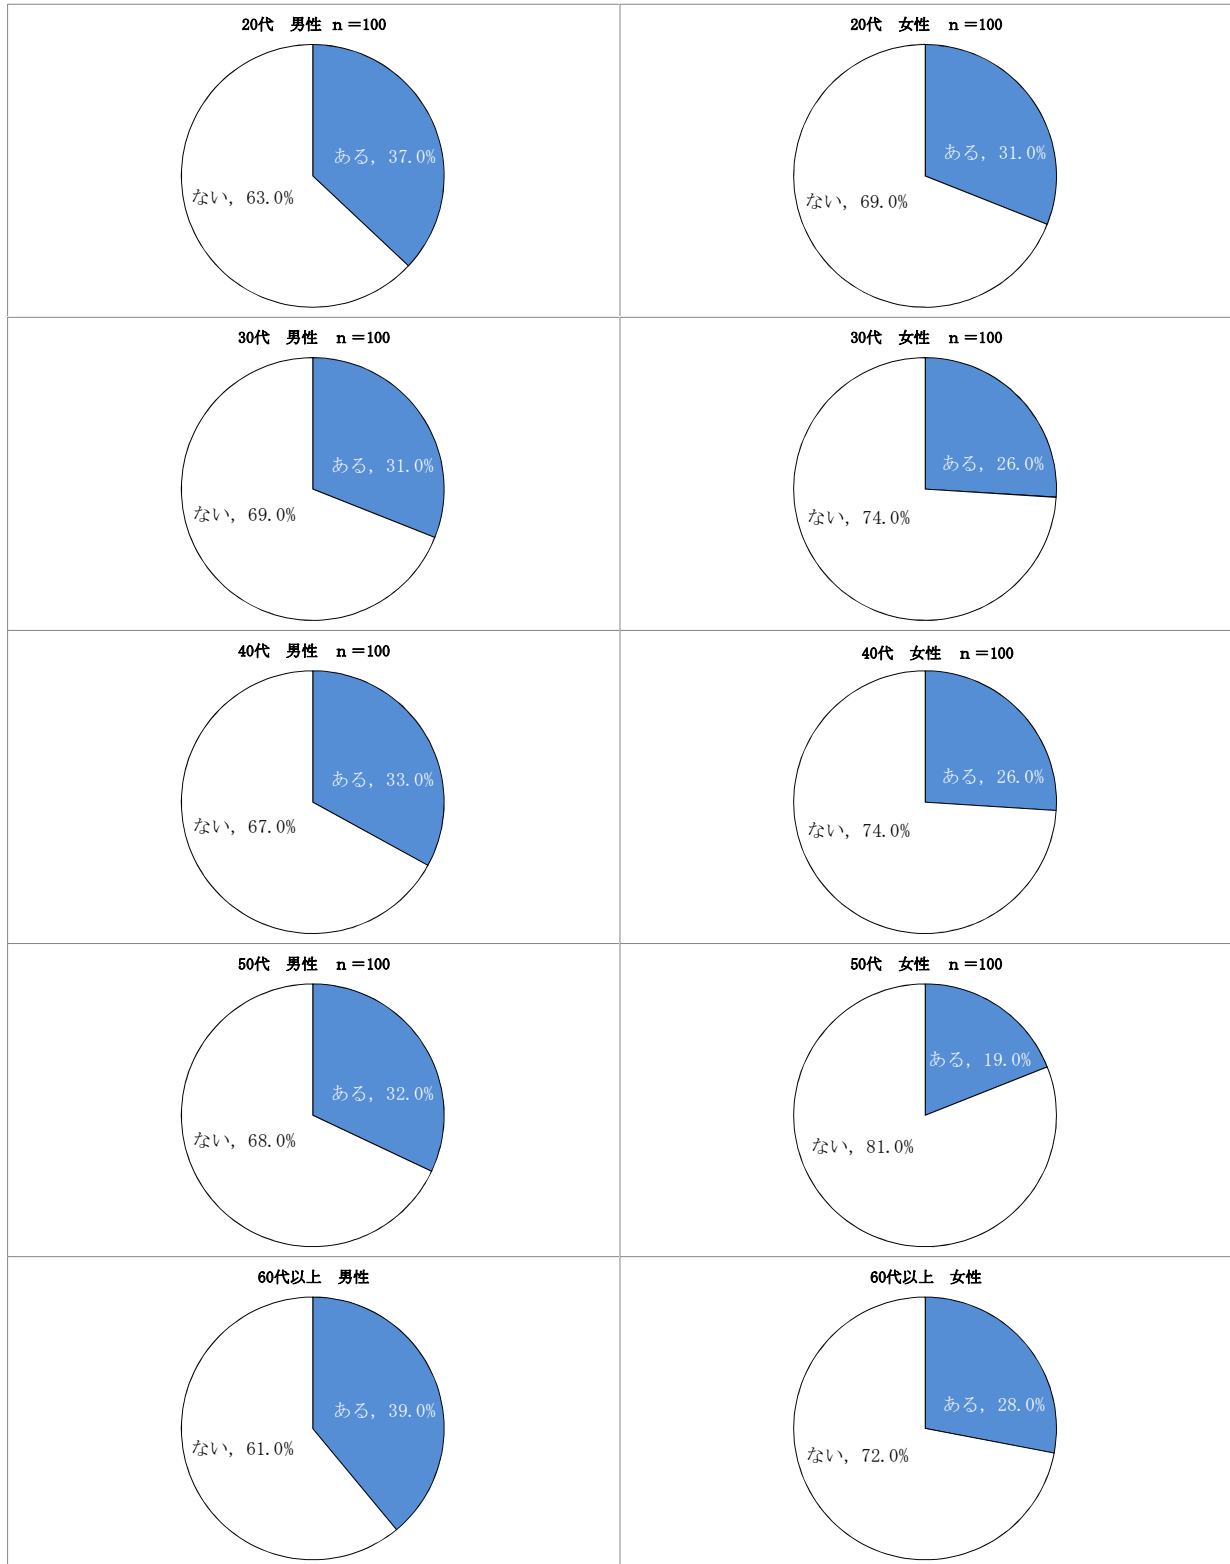 20代　男性 ｎ＝100
ある, 37.0%
ない, 63.0%
20代　女性　ｎ＝100
ある, 31.0%
ない, 69.0%
30代　男性　ｎ＝100
ある, 31.0%
ない, 69.0%
30代　女性　ｎ＝100
ある, 26.0%
ない, 74.0%
40代　男性　ｎ＝100
ある, 33.0%
ない, 67.0%
40代　女性　ｎ＝100
ある, 26.0%
ない, 74.0%
50代　男性　ｎ＝100
ある, 32.0%
ない, 68.0%
50代　女性　ｎ＝100
ある, 19.0%
ない, 81.0%
60代以上　男性
ある, 39.0%
ない, 61.0%
60代以上　女性
ある, 28.0%
ない, 72.0%